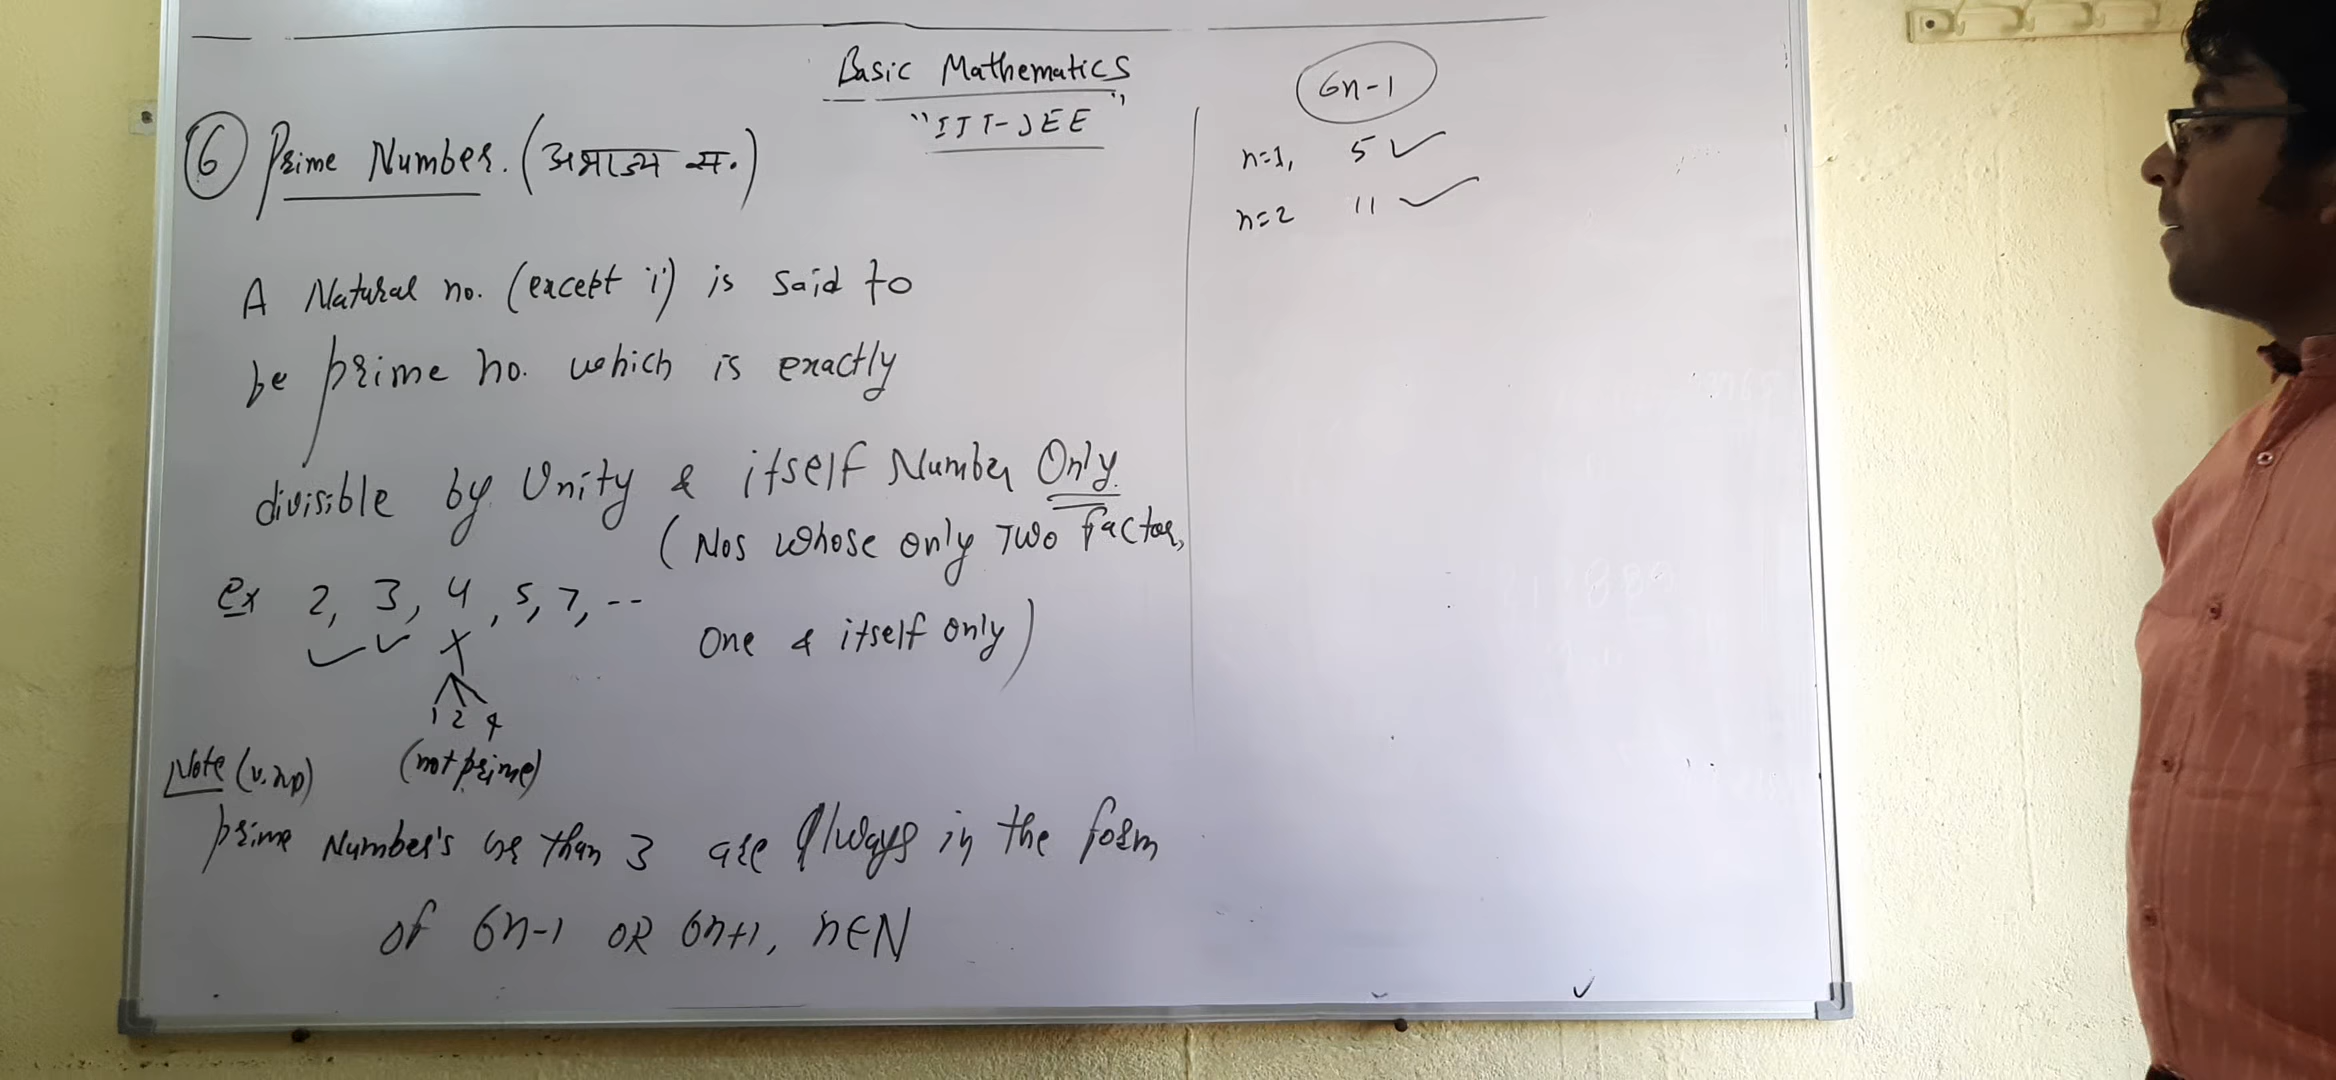 Basic Mathematics
"IIT-JEE"
6 Prime Number. (अभाज्य सं.)
A Natural no. (except '1') is said to
be prime no. which is exactly
divisible by Unity & itself Number Only.
(Nos whose only Two factor,
One & itself only)
ex 2, 3, 4, 5, 7, --
1 2 4
(not prime)
Note (v.imp)
prime Number's than 3 are Always in the form
of 6n-1 OR 6n+1, n∈N
6n-1
n=1, 5 ✓
n=2 11 ✓